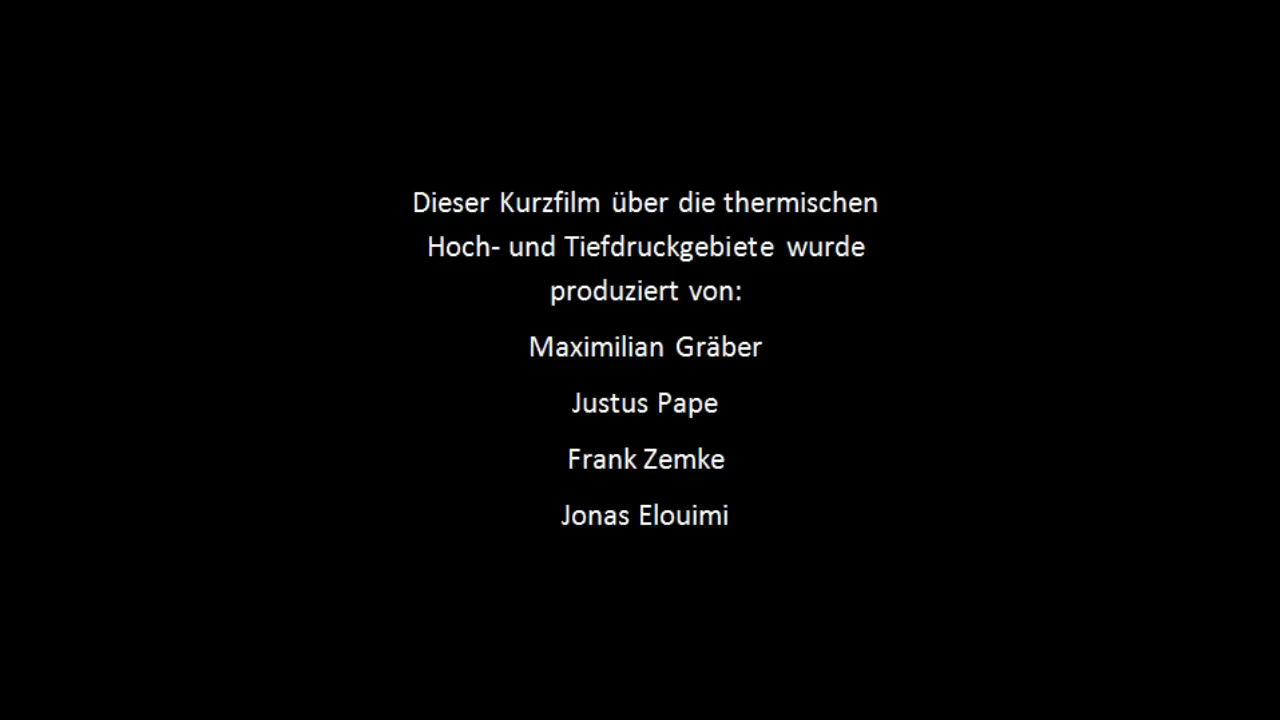 Dieser Kurzfilm über die thermischen
Hoch- und Tiefdruckgebiete wurde
produziert von:
Maximilian Gräber
Justus Pape
Frank Zemke
Jonas Elouimi